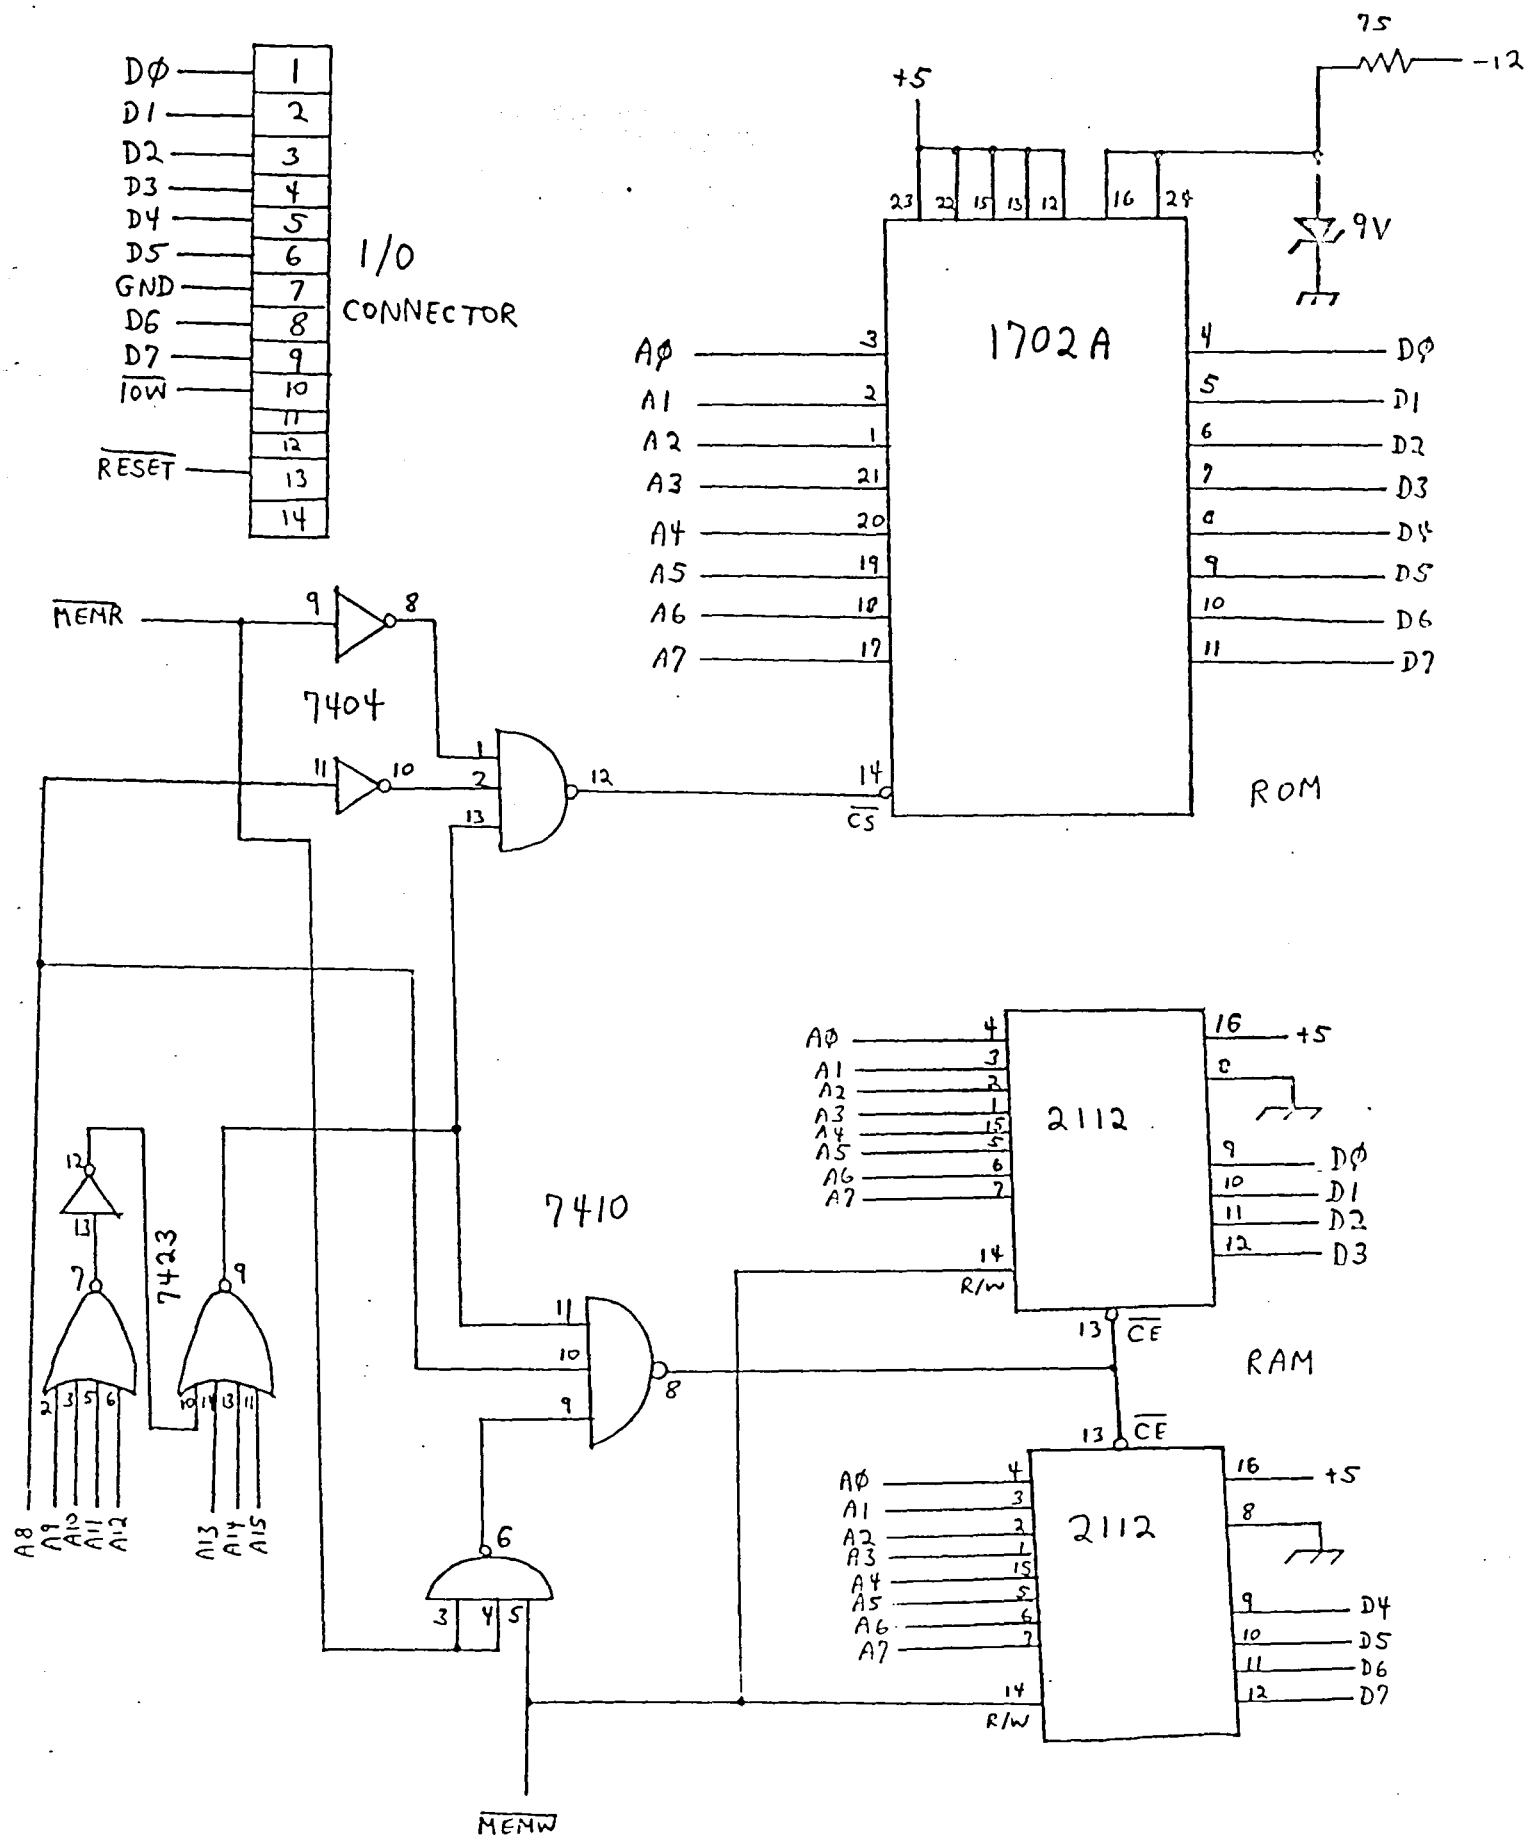 DØ 1
D1 2
D2 3
D3 4
D4 5
D5 6
GND 7
D6 8
D7 9
IOW 10
11
12
RESET 13
14
I/O
CONNECTOR
75
-12
+5
9V
23 22 15 13 12 16 24
1702A
AØ 3
A1 2
A2 1
A3 21
A4 20
A5 19
A6 18
A7 17
4 DØ
5 D1
6 D2
7 D3
8 D4
9 D5
10 D6
11 D7
14
CS
ROM
MEMR 9 8
7404
11 10
1
2
13
12
12
13
7423
7
9
2 3 5 6
10 14 13 11
A8 A9 A10 A11 A12
A13 A14 A15
7410
11
10
9
8
6
3 4 5
MEMW
AØ 4
A1 3
A2 2
A3 1
A4 15
A5 5
A6 6
A7 7
14
R/W
2112
16 +5
8
9 DØ
10 D1
11 D2
12 D3
13 CE
RAM
13 CE
AØ 4
A1 3
A2 2
A3 1
A4 15
A5 5
A6 6
A7 7
14
R/W
2112
16 +5
8
9 D4
10 D5
11 D6
12 D7